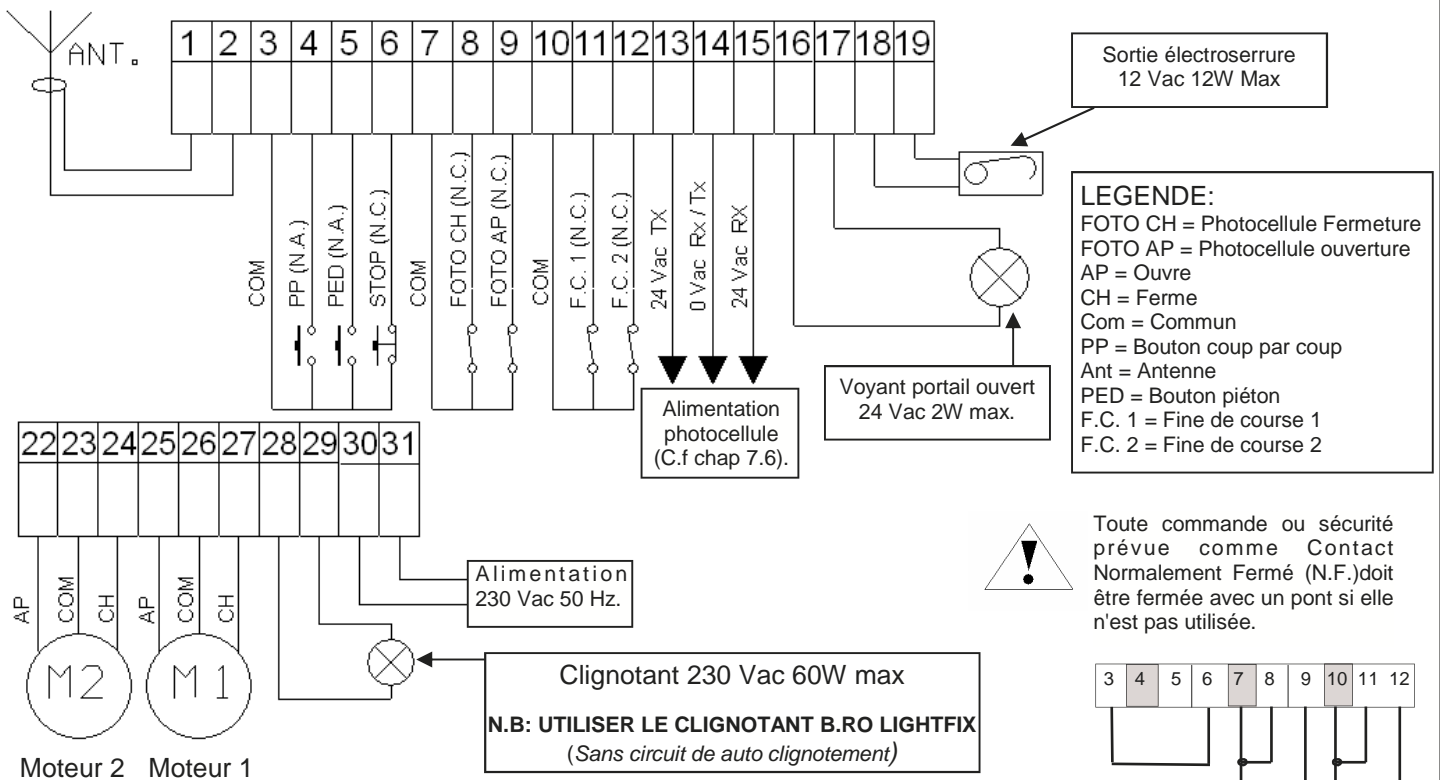 ANT.
1 2 3 4 5 6 7 8 9 10 11 12 13 14 15 16 17 18 19
Sortie électroserrure
12 Vac 12W Max
COM
PP (N.A.)
PED (N.A.)
STOP (N.C.)
COM
FOTO CH (N.C.)
FOTO AP (N.C.)
COM
F.C. 1 (N.C.)
F.C. 2 (N.C.)
24 Vac TX
0 Vac Rx / Tx
24 Vac RX
LEGENDE:
FOTO CH = Photocellule Fermeture
FOTO AP = Photocellule ouverture
AP = Ouvre
CH = Ferme
Com = Commun
PP = Bouton coup par coup
Ant = Antenne
PED = Bouton piéton
F.C. 1 = Fine de course 1
F.C. 2 = Fine de course 2
Alimentation
photocellule
(C.f chap 7.6).
Voyant portail ouvert
24 Vac 2W max.
22 23 24 25 26 27 28 29 30 31
AP
COM
CH
AP
COM
CH
M2
M1
Moteur 2 Moteur 1
Alimentation
230 Vac 50 Hz.
Clignotant 230 Vac 60W max
N.B: UTILISER LE CLIGNOTANT B.RO LIGHTFIX
(Sans circuit de auto clignotement)
Toute commande ou sécurité
prévue comme Contact
Normalement Fermé (N.F.)doit
être fermée avec un pont si elle
n'est pas utilisée.
3 4 5 6 7 8 9 10 11 12